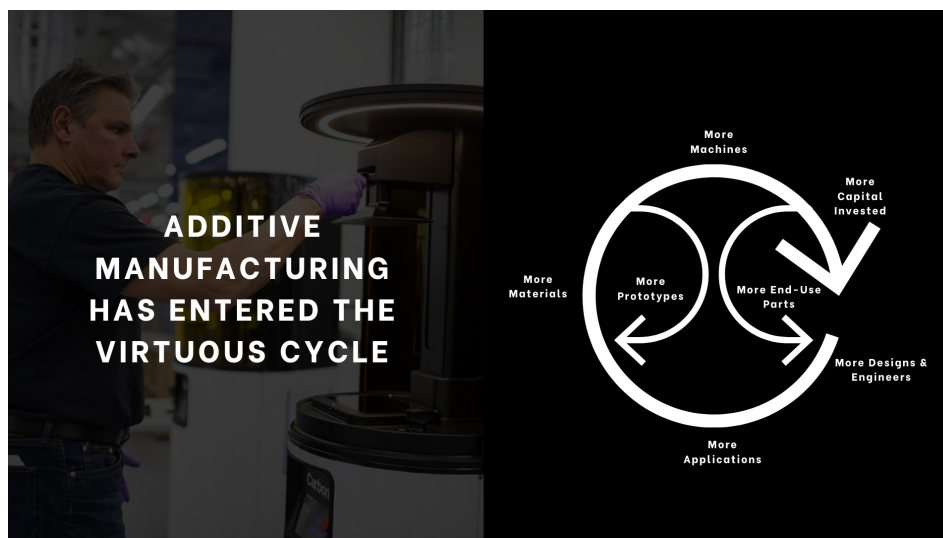 ADDITIVE
MANUFACTURING
HAS ENTERED THE
VIRTUOUS CYCLE
Carbon
More
Machines
More
Capital
Invested
More
Materials
More
Prototypes
More End-Use
Parts
More Designs &
Engineers
More
Applications